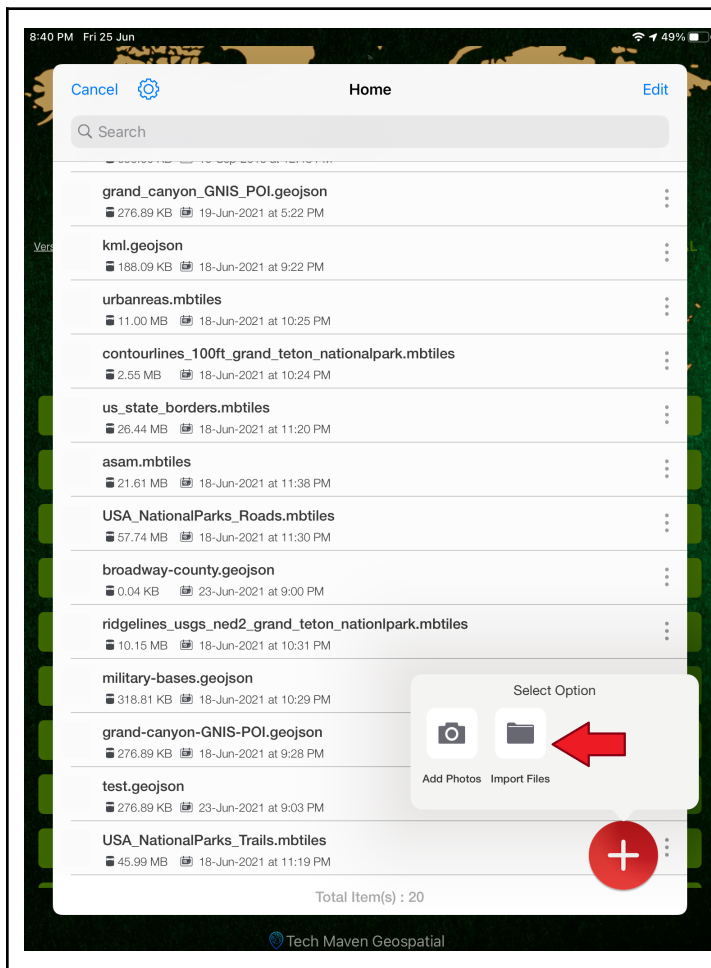 8:40 PM Fri 25 Jun
49%
Cancel
Home
Edit
Search
grand_canyon_GNIS_POI.geojson
276.89 KB 19-Jun-2021 at 5:22 PM
Vers
kml.geojson
188.09 KB 18-Jun-2021 at 9:22 PM
urbanreas.mbtiles
11.00 MB 18-Jun-2021 at 10:25 PM
contourlines_100ft_grand_teton_nationalpark.mbtiles
2.55 MB 18-Jun-2021 at 10:24 PM
us_state_borders.mbtiles
26.44 MB 18-Jun-2021 at 11:20 PM
asam.mbtiles
21.61 MB 18-Jun-2021 at 11:38 PM
USA_NationalParks_Roads.mbtiles
57.74 MB 18-Jun-2021 at 11:30 PM
broadway-county.geojson
0.04 KB 23-Jun-2021 at 9:00 PM
ridgelines_usgs_ned2_grand_teton_nationlpark.mbtiles
10.15 MB 18-Jun-2021 at 10:31 PM
military-bases.geojson
318.81 KB 18-Jun-2021 at 10:29 PM
Select Option
grand-canyon-GNIS-POI.geojson
276.89 KB 18-Jun-2021 at 9:28 PM
Add Photos Import Files
test.geojson
276.89 KB 23-Jun-2021 at 9:03 PM
USA_NationalParks_Trails.mbtiles
45.99 MB 18-Jun-2021 at 11:19 PM
Total Item(s) : 20
Tech Maven Geospatial